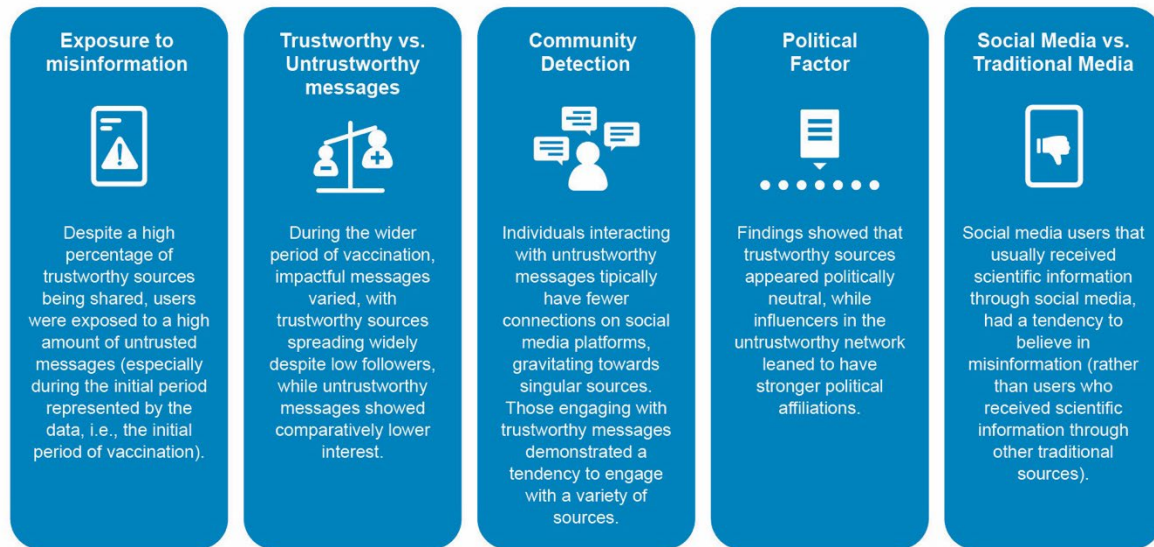 Exposure to
misinformation
Despite a high
percentage of
trustworthy sources
being shared, users
were exposed to a high
amount of untrusted
messages (especially
during the initial period
represented by the
data, i.e., the initial
period of vaccination).
Trustworthy vs.
Untrustworthy
messages
During the wider
period of vaccination,
impactful messages
varied, with
trustworthy sources
spreading widely
despite low followers,
while untrustworthy
messages showed
comparatively lower
interest.
Community
Detection
Individuals interacting
with untrustworthy
messages tipically
have fewer
connections on social
media platforms,
gravitating towards
singular sources.
Those engaging with
trustworthy messages
demonstrated a
tendency to engage
with a variety of
sources.
Political
Factor
Findings showed that
trustworthy sources
appeared politically
neutral, while
influencers in the
untrustworthy network
leaned to have
stronger political
affiliations.
Social Media vs.
Traditional Media
Social media users that
usually received
scientific information
through social media,
had a tendency to
believe in
misinformation (rather
than users who
received scientific
information through
other traditional
sources).